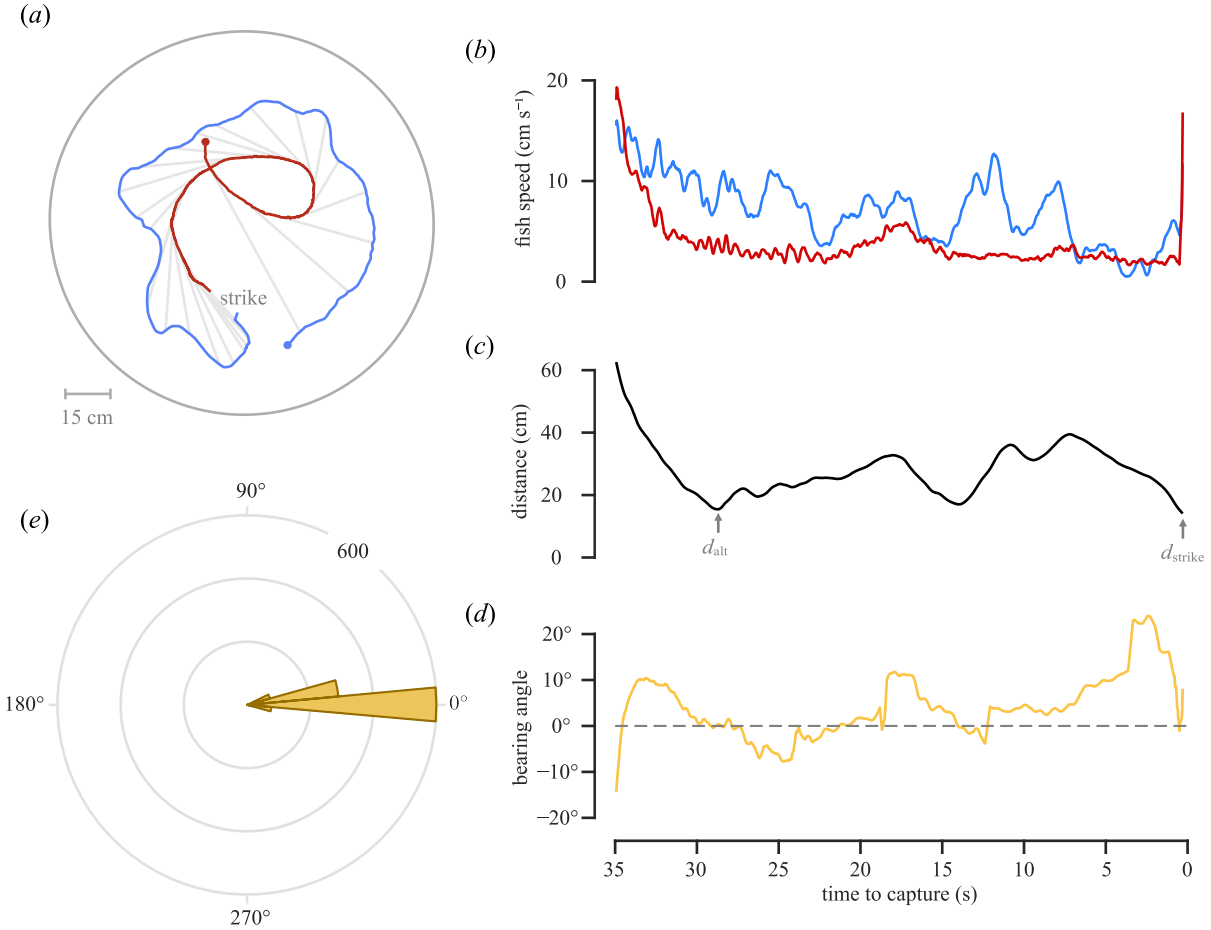 (a)
strike
15 cm
(b)
fish speed (cm s⁻¹)
20
10
0
(c)
distance (cm)
60
40
20
0
d_alt
d_strike
(d)
bearing angle
20°
10°
0°
−10°
−20°
35
30
25
20
15
10
5
0
time to capture (s)
(e)
90°
600
180°
0°
270°